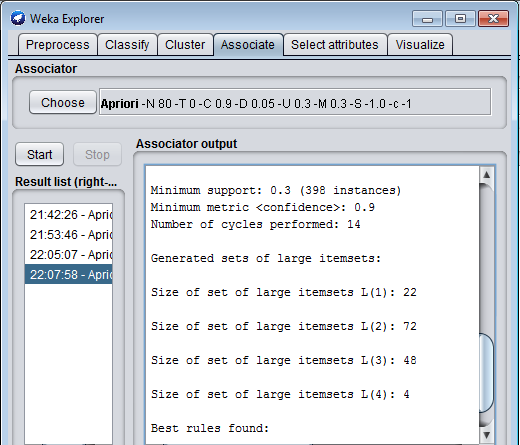 Weka Explorer
Preprocess Classify Cluster Associate Select attributes Visualize
Associator
Choose Apriori -N 80 -T 0 -C 0.9 -D 0.05 -U 0.3 -M 0.3 -S -1.0 -c -1
Start Stop
Result list (right-...
21:42:26 - Aprio
21:53:46 - Aprio
22:05:07 - Aprio
22:07:58 - Aprio
Associator output
Minimum support: 0.3 (398 instances)
Minimum metric <confidence>: 0.9
Number of cycles performed: 14
Generated sets of large itemsets:
Size of set of large itemsets L(1): 22
Size of set of large itemsets L(2): 72
Size of set of large itemsets L(3): 48
Size of set of large itemsets L(4): 4
Best rules found: